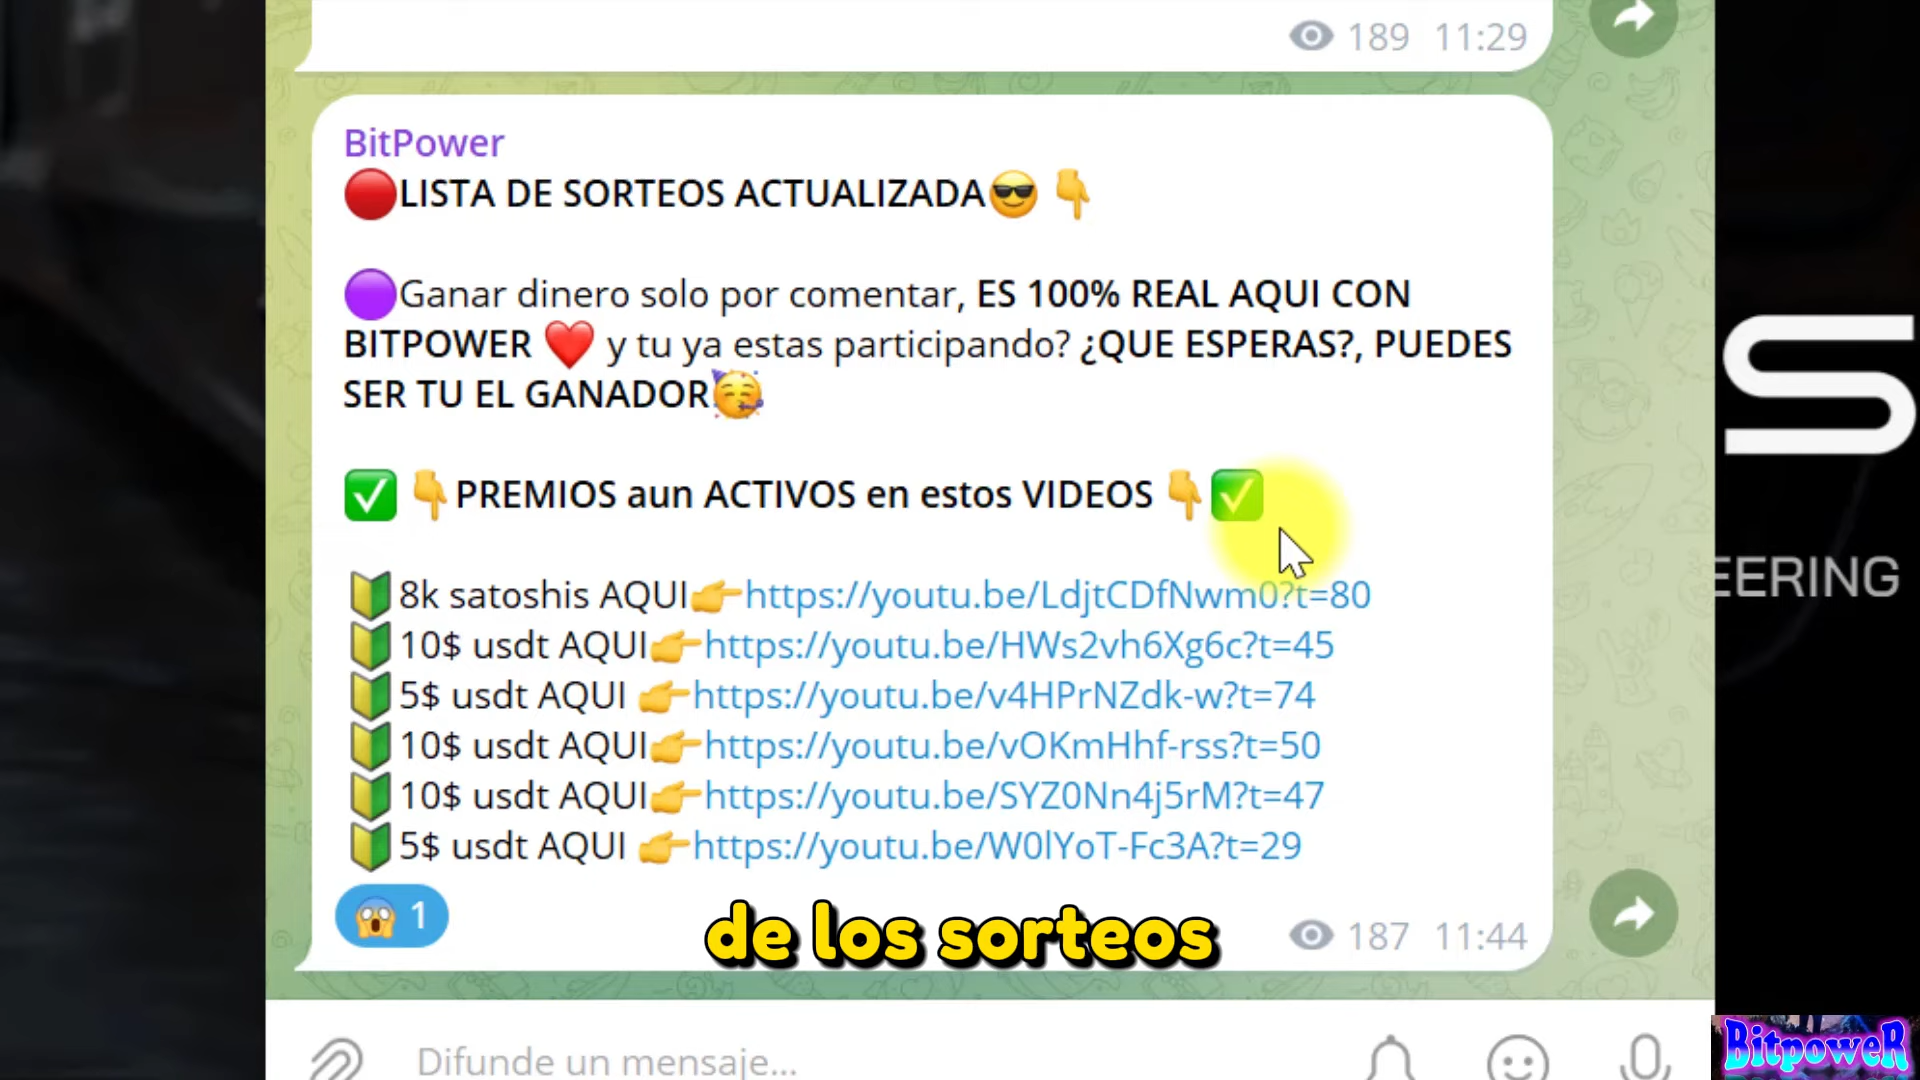 189 11:29
BitPower
🔴LISTA DE SORTEOS ACTUALIZADA😎 👇
🟣Ganar dinero solo por comentar, ES 100% REAL AQUI CON
BITPOWER ❤️ y tu ya estas participando? ¿QUE ESPERAS?, PUEDES
SER TU EL GANADOR🥳
✅ 👇PREMIOS aun ACTIVOS en estos VIDEOS 👇✅
🔰8k satoshis AQUI👉https://youtu.be/LdjtCDfNwm0?t=80
🔰10$ usdt AQUI👉https://youtu.be/HWs2vh6Xg6c?t=45
🔰5$ usdt AQUI 👉https://youtu.be/v4HPrNZdk-w?t=74
🔰10$ usdt AQUI👉https://youtu.be/vOKmHhf-rss?t=50
🔰10$ usdt AQUI👉https://youtu.be/SYZ0Nn4j5rM?t=47
🔰5$ usdt AQUI 👉https://youtu.be/W0lYoT-Fc3A?t=29
😱 1
187 11:44
de los sorteos
Difunde un mensaje...
S
EERING
BitpoweR